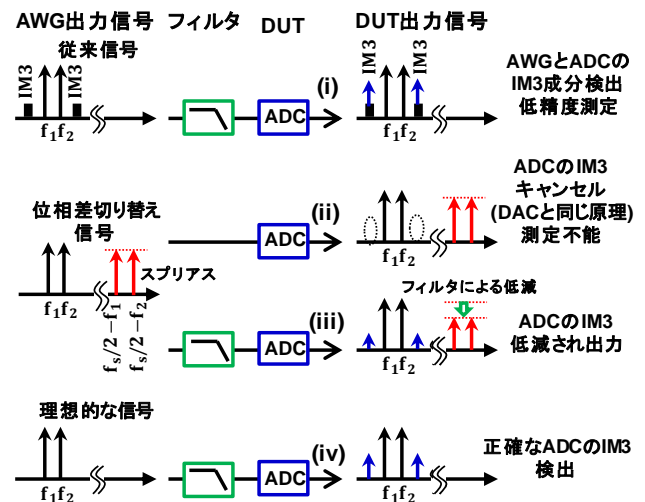 AWG出力信号 フィルタ DUT DUT出力信号
従来信号
IM3 IM3
f₁f₂
ADC
(i)
IM3 IM3
f₁f₂
AWGとADCの
IM3成分検出
低精度測定
位相差切り替え
信号
スプリアス
f₁f₂
fₛ/2−f₁
fₛ/2−f₂
ADC
(ii)
f₁f₂
ADCのIM3
キャンセル
(DACと同じ原理)
測定不能
フィルタによる低減
ADC
(iii)
f₁f₂
ADCのIM3
低減され出力
理想的な信号
f₁f₂
ADC
(iv)
f₁f₂
正確なADCのIM3
検出